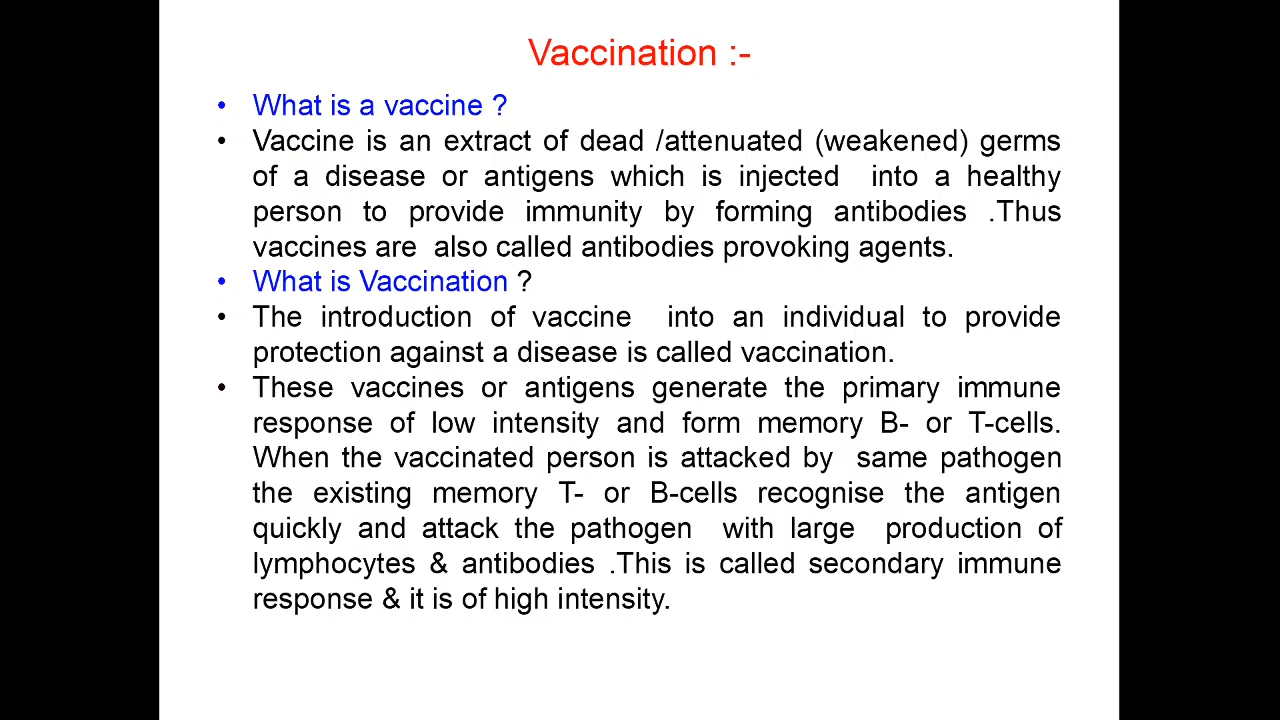 Vaccination :-
• What is a vaccine ?
• Vaccine is an extract of dead /attenuated (weakened) germs
of a disease or antigens which is injected  into a healthy
person to provide immunity by forming antibodies .Thus
vaccines are  also called antibodies provoking agents.
• What is Vaccination ?
• The introduction of vaccine  into an individual to provide
protection against a disease is called vaccination.
• These vaccines or antigens generate the primary immune
response of low intensity and form memory B- or T-cells.
When the vaccinated person is attacked by  same pathogen
the existing memory T- or B-cells recognise the antigen
quickly and attack the pathogen  with large  production of
lymphocytes & antibodies .This is called secondary immune
response & it is of high intensity.